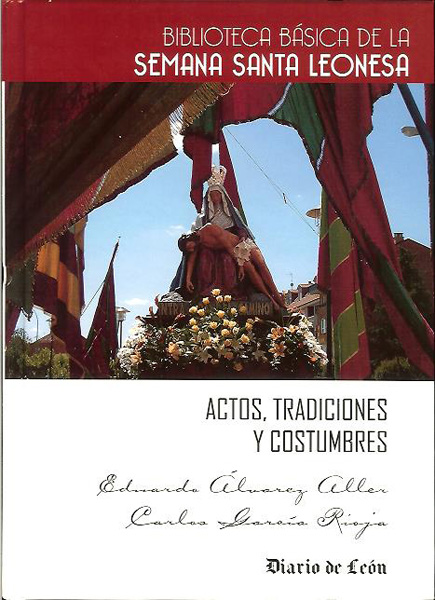 BIBLIOTECA BÁSICA DE LA
SEMANA SANTA LEONESA
ACTOS, TRADICIONES
Y COSTUMBRES
Eduardo Álvarez Aller
Carlos García Rioja
Diario de León